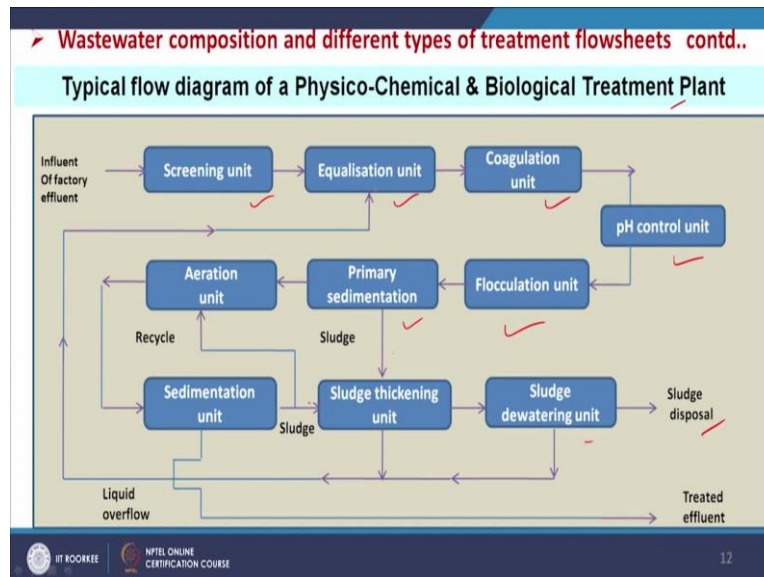 ➤ Wastewater composition and different types of treatment flowsheets contd..
Typical flow diagram of a Physico-Chemical & Biological Treatment Plant
Influent
Of factory
effluent
Screening unit
Equalisation unit
Coagulation
unit
pH control unit
Aeration
unit
Primary
sedimentation
Flocculation unit
Recycle
Sludge
Sedimentation
unit
Sludge
Sludge thickening
unit
Sludge
dewatering unit
Sludge
disposal
Liquid
overflow
Treated
effluent
IIT ROORKEE
NPTEL ONLINE
CERTIFICATION COURSE
12